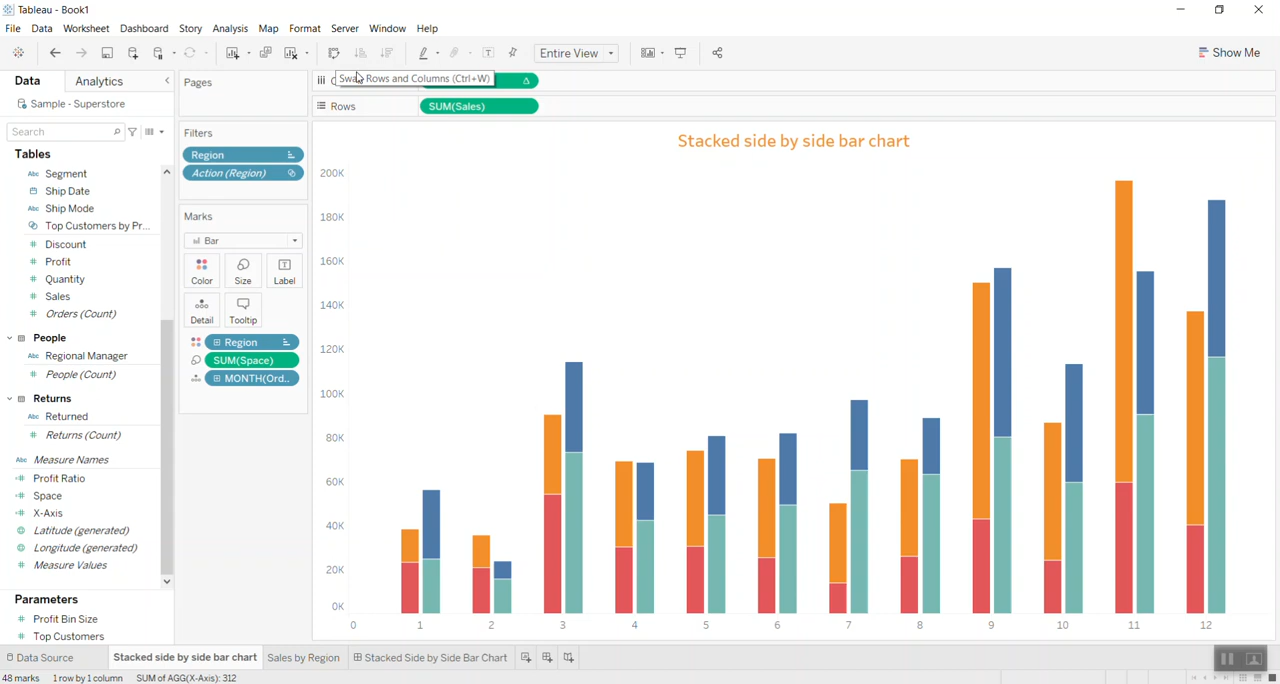 Tableau - Book1
File Data Worksheet Dashboard Story Analysis Map Format Server Window Help
Entire View
Show Me
Data Analytics
Pages
Swap Rows and Columns (Ctrl+W)
Sample - Superstore
Rows SUM(Sales)
Search
Filters
Stacked side by side bar chart
Tables
Region
Action (Region)
Abc Segment
Ship Date
Abc Ship Mode
Top Customers by Pr...
# Discount
# Profit
# Quantity
# Sales
# Orders (Count)
People
Abc Regional Manager
# People (Count)
Returns
Abc Returned
# Returns (Count)
Abc Measure Names
Profit Ratio
Space
X-Axis
Latitude (generated)
Longitude (generated)
# Measure Values
Parameters
# Profit Bin Size
# Top Customers
Marks
Bar
Color Size Label
Detail Tooltip
Region
SUM(Space)
MONTH(Ord..
200K
180K
160K
140K
120K
100K
80K
60K
40K
20K
0K
0 1 2 3 4 5 6 7 8 9 10 11 12
Data Source Stacked side by side bar chart Sales by Region Stacked Side by Side Bar Chart
48 marks 1 row by 1 column SUM of AGG(X-Axis): 312